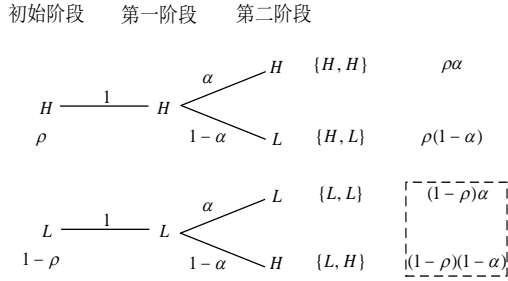 初始阶段 第一阶段 第二阶段
α H {H, H} ρα
H 1 H
ρ 1 − α L {H, L} ρ(1 − α)
α L {L, L} (1 − ρ)α
L 1 L
1 − ρ 1 − α H {L, H} (1 − ρ)(1 − α)